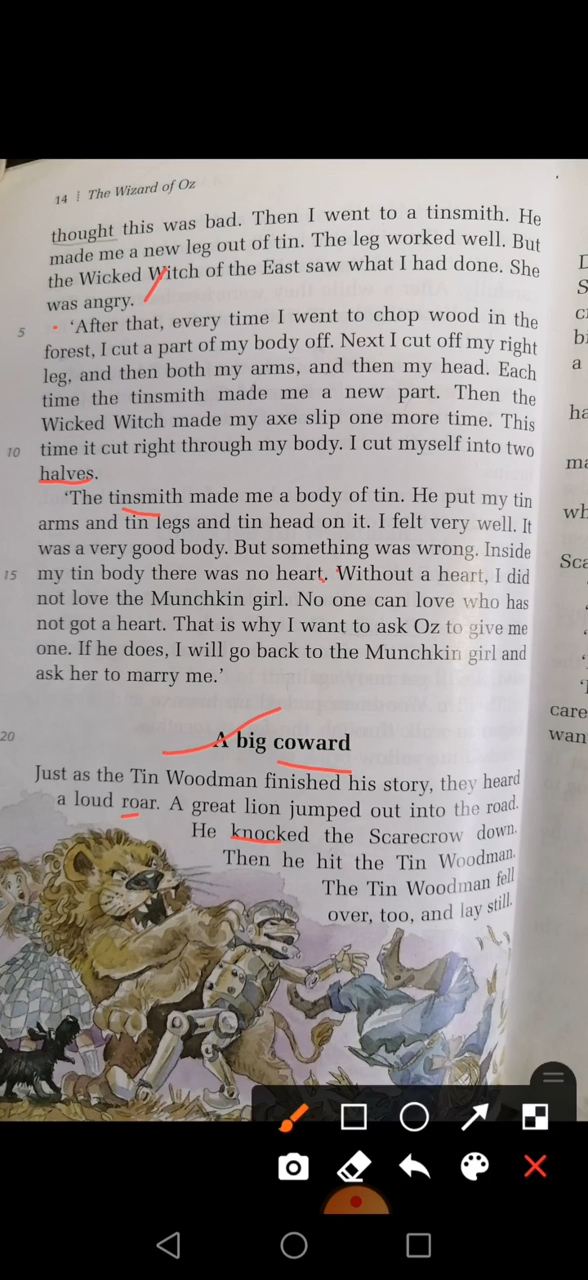 14 ⁞ The Wizard of Oz
thought this was bad. Then I went to a tinsmith. He
made me a new leg out of tin. The leg worked well. But
the Wicked Witch of the East saw what I had done. She
was angry.
5 ‘After that, every time I went to chop wood in the
forest, I cut a part of my body off. Next I cut off my right
leg, and then both my arms, and then my head. Each
time the tinsmith made me a new part. Then the
Wicked Witch made my axe slip one more time. This
10 time it cut right through my body. I cut myself into two
halves.
‘The tinsmith made me a body of tin. He put my tin
arms and tin legs and tin head on it. I felt very well. It
was a very good body. But something was wrong. Inside
15 my tin body there was no heart. Without a heart, I did
not love the Munchkin girl. No one can love who has
not got a heart. That is why I want to ask Oz to give me
one. If he does, I will go back to the Munchkin girl and
ask her to marry me.’
20 A big coward
Just as the Tin Woodman finished his story, they heard
a loud roar. A great lion jumped out into the road.
He knocked the Scarecrow down.
Then he hit the Tin Woodman.
The Tin Woodman fell
over, too, and lay still.
a
ha
ma
wh
Sca
care
wan